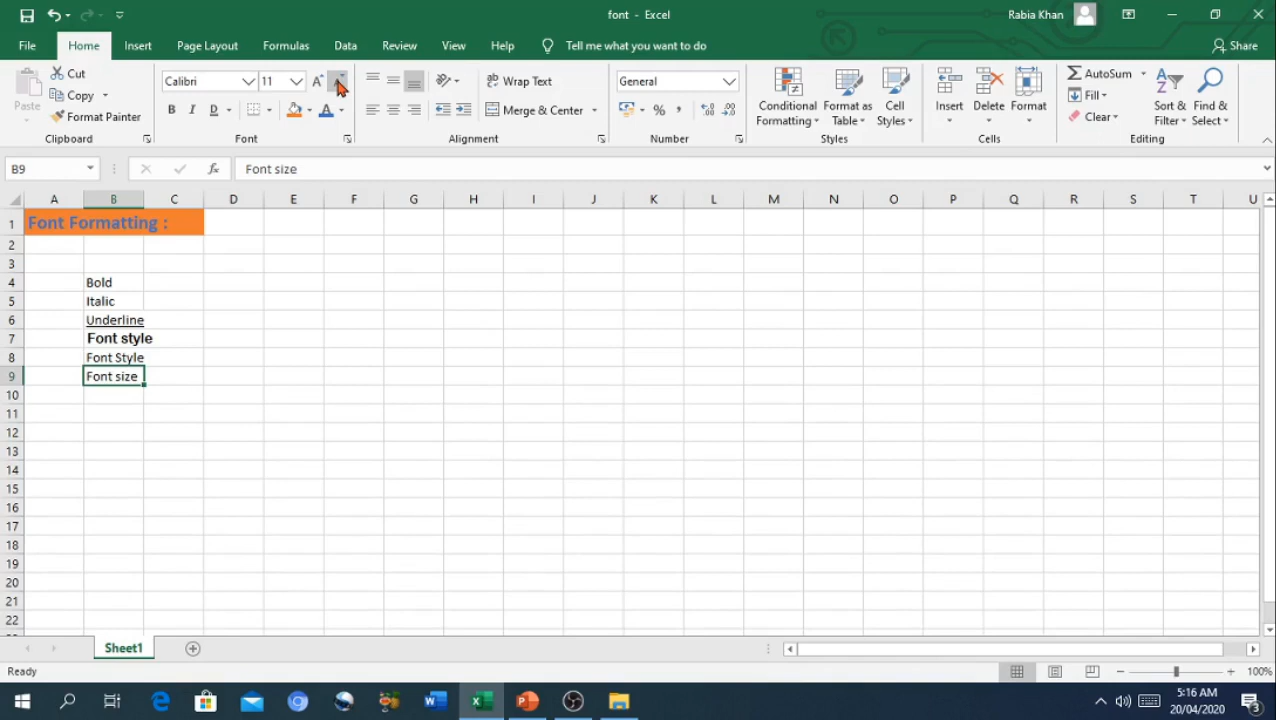 font - Excel
Rabia Khan
File Home Insert Page Layout Formulas Data Review View Help Tell me what you want to do Share
Paste
Cut
Copy
Format Painter
Clipboard
Calibri 11
B I D
Font
Wrap Text
Merge & Center
Alignment
General
%
Number
Conditional Formatting
Format as Table
Cell Styles
Styles
Insert Delete Format
Cells
AutoSum
Fill
Clear
Sort & Filter
Find & Select
Editing
B9
fx
Font size
A B C D E F G H I J K L M N O P Q R S T U
1 Font Formatting :
2
3
4 Bold
5 Italic
6 Underline
7 Font style
8 Font Style
9 Font size
10
11
12
13
14
15
16
17
18
19
20
21
22
Sheet1
Ready
100%
5:16 AM
20/04/2020
3